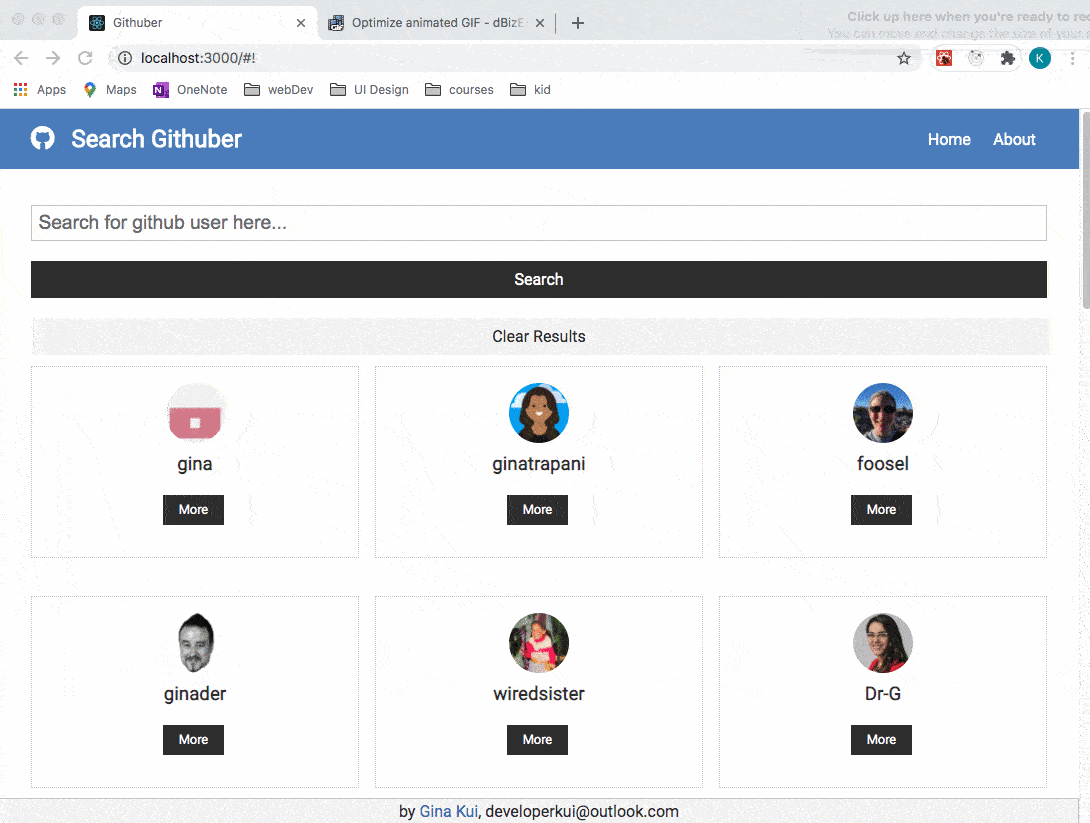 Githuber
Optimize animated GIF - dBizE
Click up here when you're ready to re
You can move and change the size of your
localhost:3000/#!
K
Apps
Maps
OneNote
webDev
UI Design
courses
kid
Search Githuber
Home
About
Search for github user here...
Search
Clear Results
gina
ginatrapani
foosel
More
More
More
ginader
wiredsister
Dr-G
More
More
More
by Gina Kui, developerkui@outlook.com